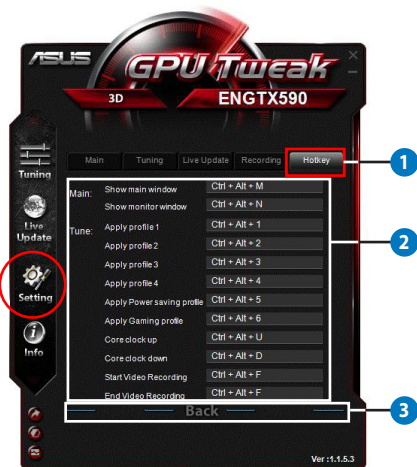 ASUS
GPU Tweak
3D ENGTX590
Main Tuning Live Update Recording Hotkey
1
Tuning
Live
Update
Setting
Info
Main: Show main window Ctrl + Alt + M
Show monitor window Ctrl + Alt + N
Tune: Apply profile 1 Ctrl + Alt + 1
Apply profile 2 Ctrl + Alt + 2
Apply profile 3 Ctrl + Alt + 3
Apply profile 4 Ctrl + Alt + 4
Apply Power saving profile Ctrl + Alt + 5
Apply Gaming profile Ctrl + Alt + 6
Core clock up Ctrl + Alt + U
Core clock down Ctrl + Alt + D
Start Video Recording Ctrl + Alt + F
End Video Recording Ctrl + Alt + F
2
Back
3
Ver :1.1.5.3